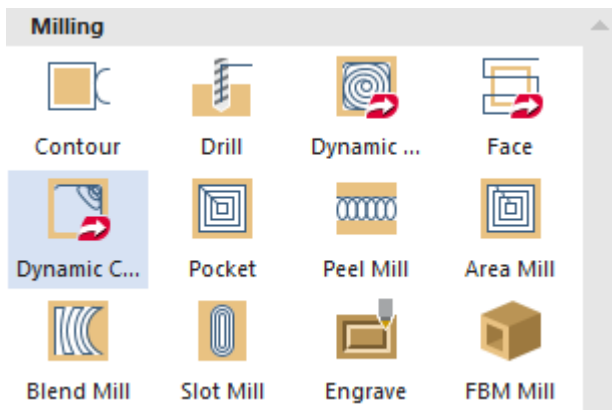 Milling
Contour Drill Dynamic ... Face
Dynamic C... Pocket Peel Mill Area Mill
Blend Mill Slot Mill Engrave FBM Mill